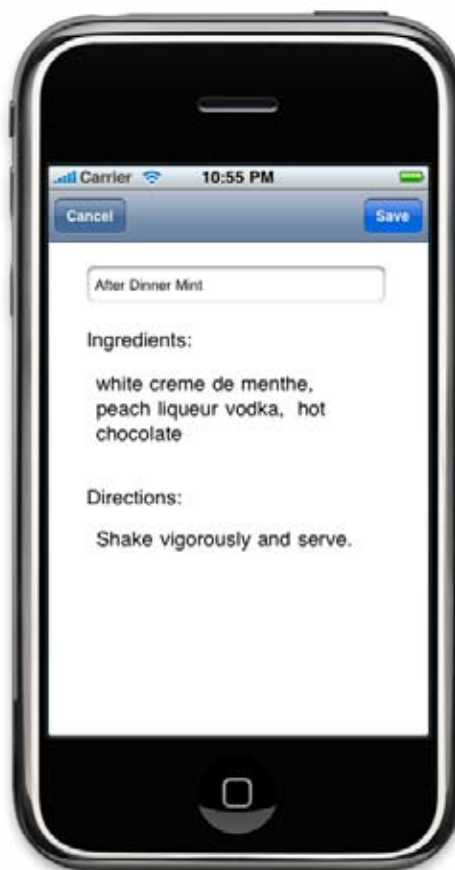 Carrier 10:55 PM
Cancel Save
After Dinner Mint
Ingredients:
white creme de menthe,
peach liqueur vodka, hot
chocolate
Directions:
Shake vigorously and serve.